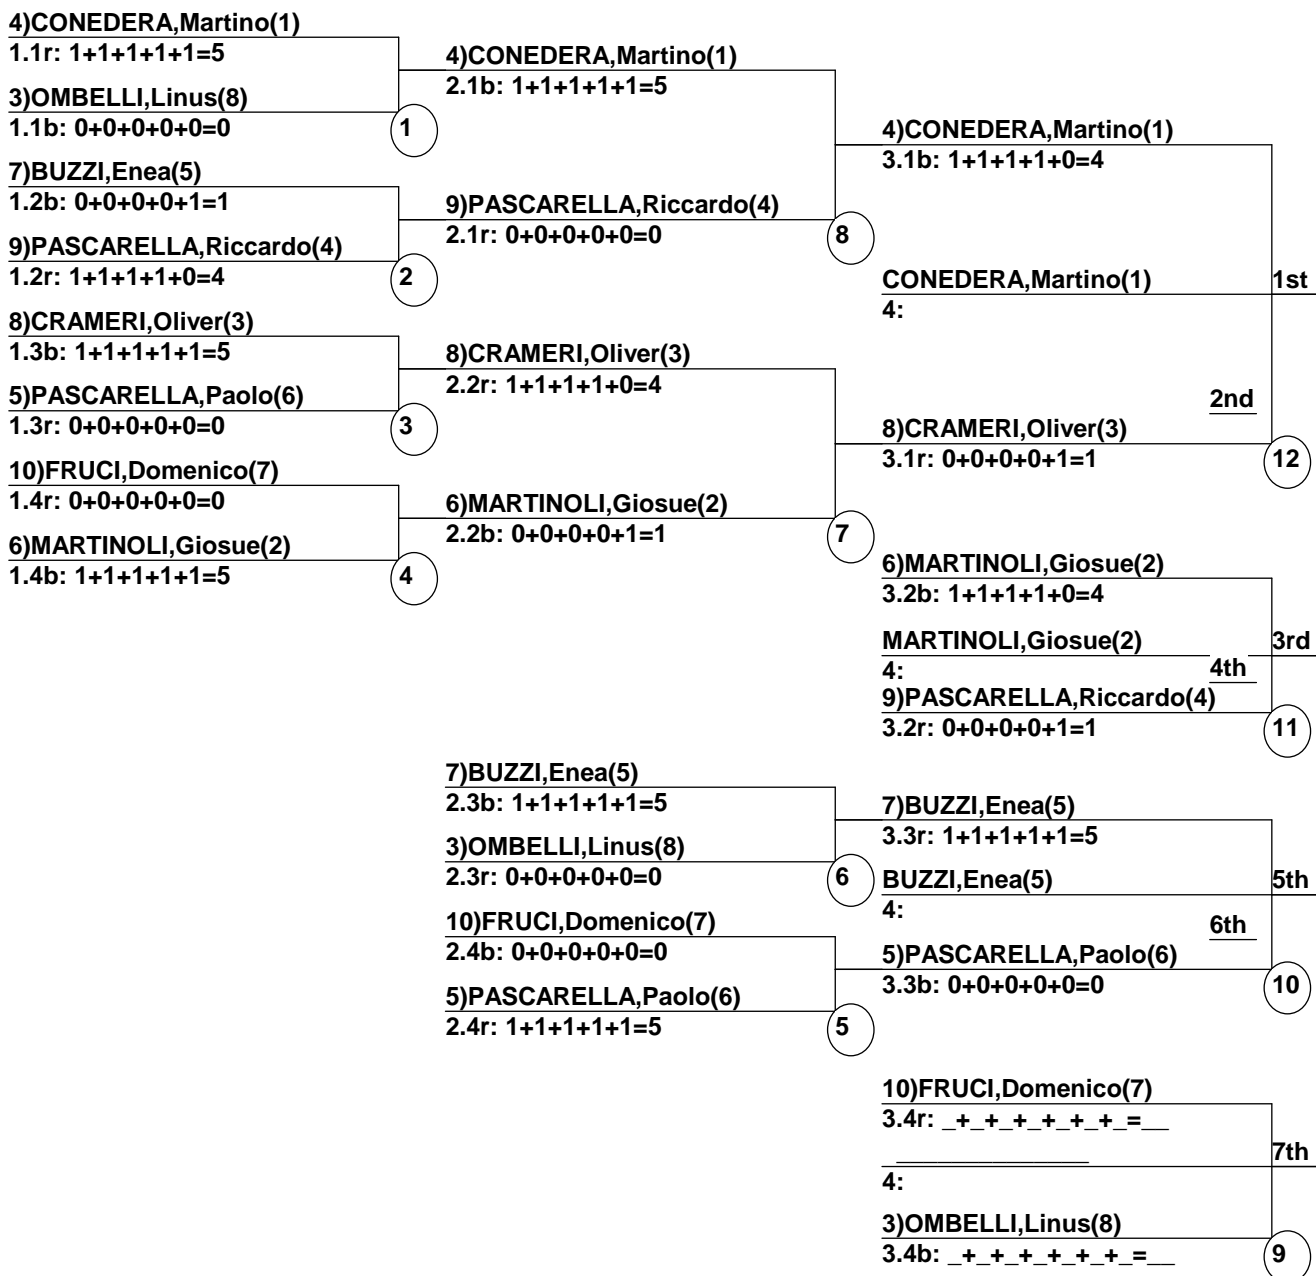 4)CONEDERA,Martino(1)
1.1r: 1+1+1+1+1=5
3)OMBELLI,Linus(8)
1.1b: 0+0+0+0+0=0
1
7)BUZZI,Enea(5)
1.2b: 0+0+0+0+1=1
9)PASCARELLA,Riccardo(4)
1.2r: 1+1+1+1+0=4
2
8)CRAMERI,Oliver(3)
1.3b: 1+1+1+1+1=5
5)PASCARELLA,Paolo(6)
1.3r: 0+0+0+0+0=0
3
10)FRUCI,Domenico(7)
1.4r: 0+0+0+0+0=0
6)MARTINOLI,Giosue(2)
1.4b: 1+1+1+1+1=5
4
4)CONEDERA,Martino(1)
2.1b: 1+1+1+1+1=5
9)PASCARELLA,Riccardo(4)
2.1r: 0+0+0+0+0=0
8
8)CRAMERI,Oliver(3)
2.2r: 1+1+1+1+0=4
6)MARTINOLI,Giosue(2)
2.2b: 0+0+0+0+1=1
7
7)BUZZI,Enea(5)
2.3b: 1+1+1+1+1=5
3)OMBELLI,Linus(8)
2.3r: 0+0+0+0+0=0
6
10)FRUCI,Domenico(7)
2.4b: 0+0+0+0+0=0
5)PASCARELLA,Paolo(6)
2.4r: 1+1+1+1+1=5
5
4)CONEDERA,Martino(1)
3.1b: 1+1+1+1+0=4
CONEDERA,Martino(1) 1st
4:
2nd
8)CRAMERI,Oliver(3)
3.1r: 0+0+0+0+1=1
12
6)MARTINOLI,Giosue(2)
3.2b: 1+1+1+1+0=4
MARTINOLI,Giosue(2) 3rd
4: 4th
9)PASCARELLA,Riccardo(4)
3.2r: 0+0+0+0+1=1
11
7)BUZZI,Enea(5)
3.3r: 1+1+1+1+1=5
BUZZI,Enea(5) 5th
4:
6th
5)PASCARELLA,Paolo(6)
3.3b: 0+0+0+0+0=0
10
10)FRUCI,Domenico(7)
3.4r: _+_+_+_+_+_+_=__
______________ 7th
4:
3)OMBELLI,Linus(8)
3.4b: _+_+_+_+_+_+_=__
9